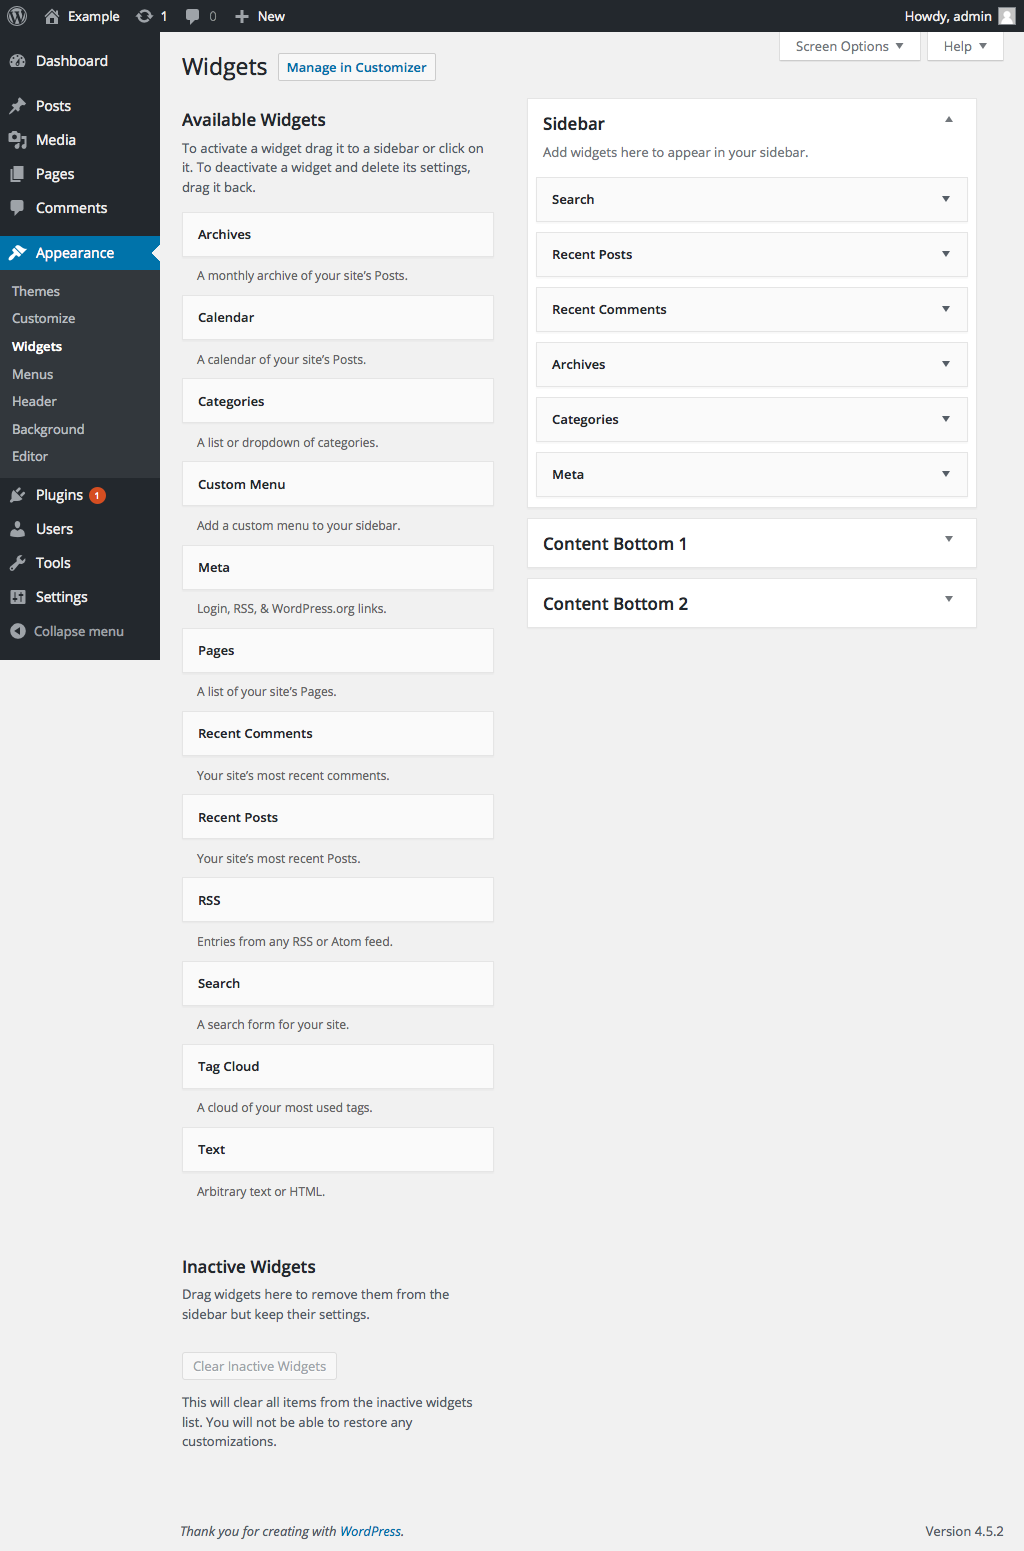 Example 1 0 New Howdy, admin
Screen Options Help
Dashboard
Posts
Media
Pages
Comments
Appearance
Themes
Customize
Widgets
Menus
Header
Background
Editor
Plugins 1
Users
Tools
Settings
Collapse menu
Widgets Manage in Customizer
Available Widgets
To activate a widget drag it to a sidebar or click on
it. To deactivate a widget and delete its settings,
drag it back.
Archives
A monthly archive of your site’s Posts.
Calendar
A calendar of your site’s Posts.
Categories
A list or dropdown of categories.
Custom Menu
Add a custom menu to your sidebar.
Meta
Login, RSS, & WordPress.org links.
Pages
A list of your site’s Pages.
Recent Comments
Your site’s most recent comments.
Recent Posts
Your site’s most recent Posts.
RSS
Entries from any RSS or Atom feed.
Search
A search form for your site.
Tag Cloud
A cloud of your most used tags.
Text
Arbitrary text or HTML.
Inactive Widgets
Drag widgets here to remove them from the
sidebar but keep their settings.
Clear Inactive Widgets
This will clear all items from the inactive widgets
list. You will not be able to restore any
customizations.
Sidebar
Add widgets here to appear in your sidebar.
Search
Recent Posts
Recent Comments
Archives
Categories
Meta
Content Bottom 1
Content Bottom 2
Thank you for creating with WordPress. Version 4.5.2